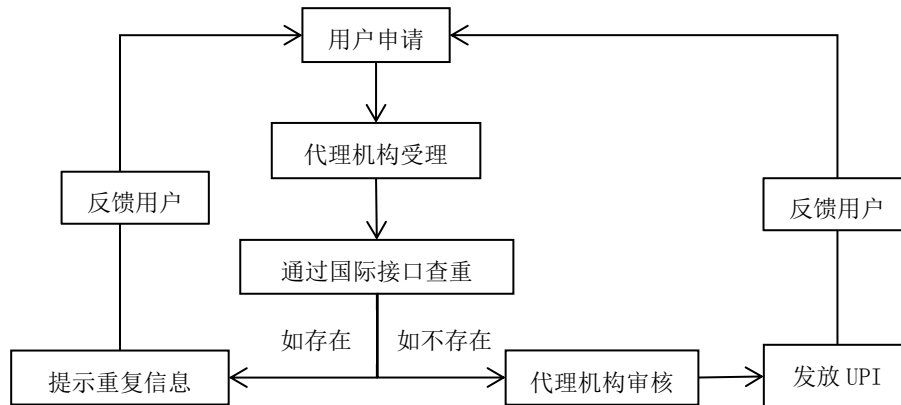 用户申请
代理机构受理
反馈用户
反馈用户
通过国际接口查重
如存在
如不存在
提示重复信息
代理机构审核
发放 UPI